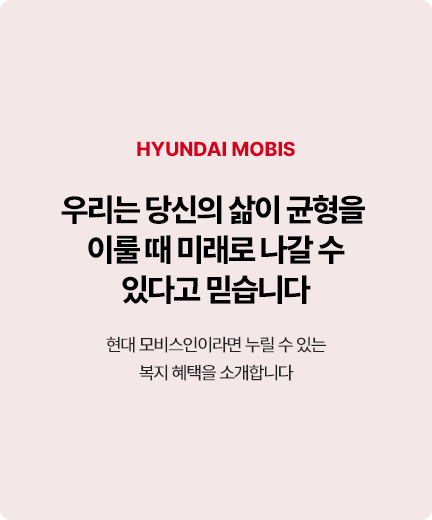 HYUNDAI MOBIS
우리는 당신의 삶이 균형을
이룰 때 미래로 나갈 수
있다고 믿습니다
현대 모비스인이라면 누릴 수 있는
복지 혜택을 소개합니다